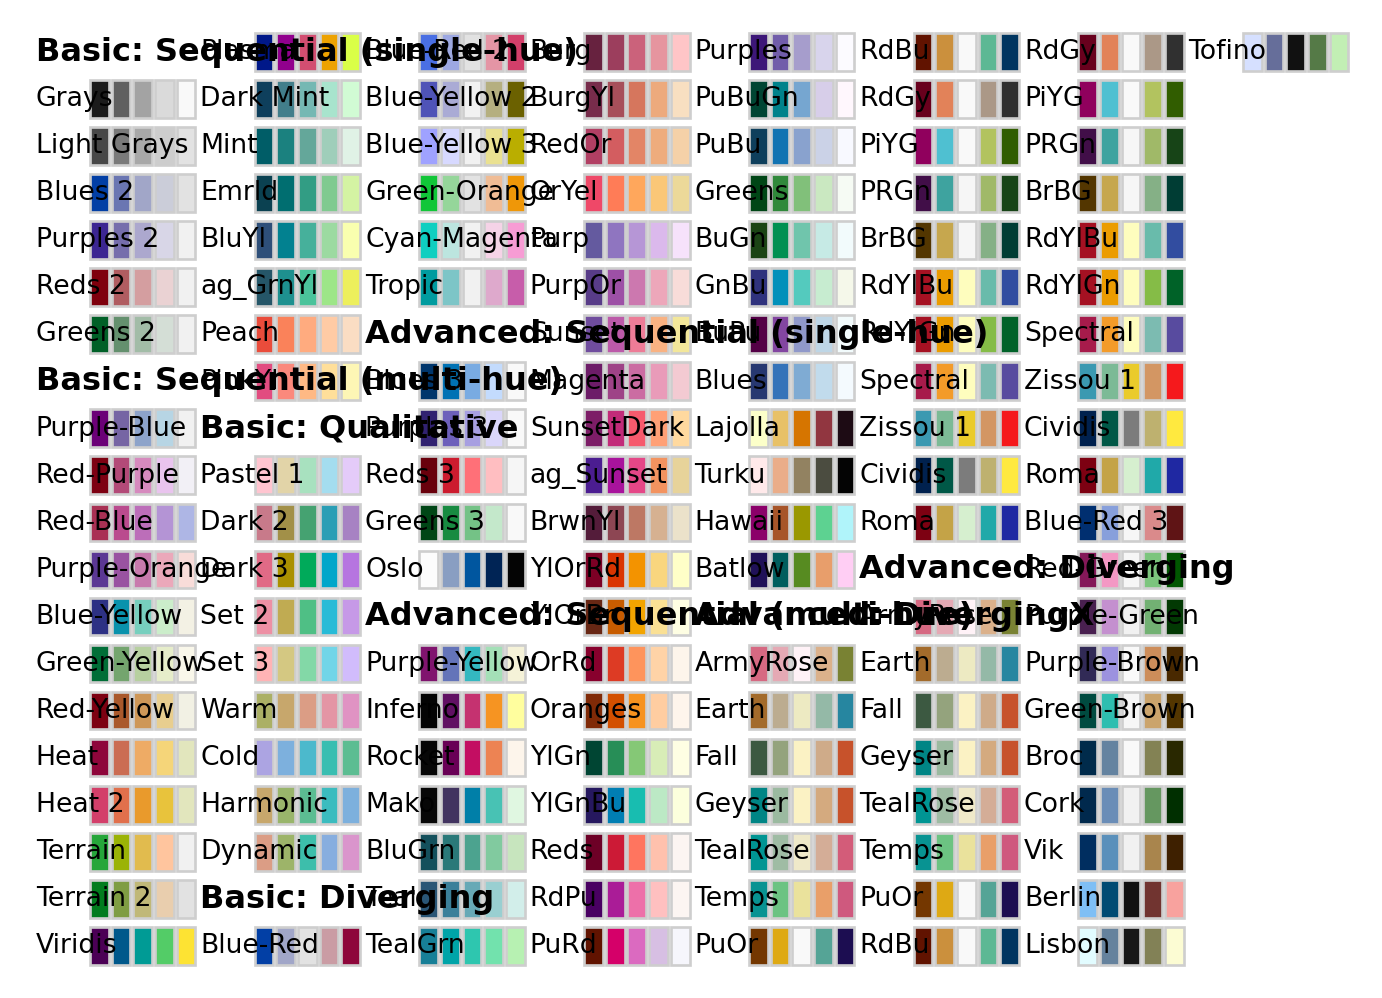 Basic: Sequential (single-hue)
Grays
Light Grays
Blues 2
Purples 2
Reds 2
Greens 2
Basic: Sequential (multi-hue)
Purple-Blue
Red-Purple
Red-Blue
Purple-Orange
Blue-Yellow
Green-Yellow
Red-Yellow
Heat
Heat 2
Terrain
Terrain 2
Viridis
Plasma
Dark Mint
Mint
Emrld
BluYl
ag_GrnYl
Peach
PinkYl
Basic: Qualitative
Pastel 1
Dark 2
Dark 3
Set 2
Set 3
Warm
Cold
Harmonic
Dynamic
Basic: Diverging
Blue-Red
Blue-Red 2
Blue-Yellow 2
Blue-Yellow 3
Green-Orange
Cyan-Magenta
Tropic
Advanced: Sequential (single-hue)
Blues 3
Purples 3
Reds 3
Greens 3
Oslo
Advanced: Sequential (multi-hue)
Purple-Yellow
Inferno
Rocket
Mako
BluGrn
Teal
TealGrn
Burg
BurgYl
RedOr
OrYel
Purp
PurpOr
Sunset
Magenta
SunsetDark
ag_Sunset
BrwnYl
YlOrRd
YlOrBr
OrRd
Oranges
YlGn
YlGnBu
Reds
RdPu
PuRd
Purples
PuBuGn
PuBu
Greens
BuGn
GnBu
BuPu
Blues
Lajolla
Turku
Hawaii
Batlow
Advanced: DivergingX
ArmyRose
Earth
Fall
Geyser
TealRose
Temps
PuOr
RdBu
RdGy
PiYG
PRGn
BrBG
RdYlBu
RdYlGn
Spectral
Zissou 1
Cividis
Roma
Advanced: Diverging
ArmyRose
Earth
Fall
Geyser
TealRose
Temps
PuOr
RdBu
RdGy
PiYG
PRGn
BrBG
RdYlBu
RdYlGn
Spectral
Zissou 1
Cividis
Roma
Blue-Red 3
Red-Green
Purple-Green
Purple-Brown
Green-Brown
Broc
Cork
Vik
Berlin
Lisbon
Tofino